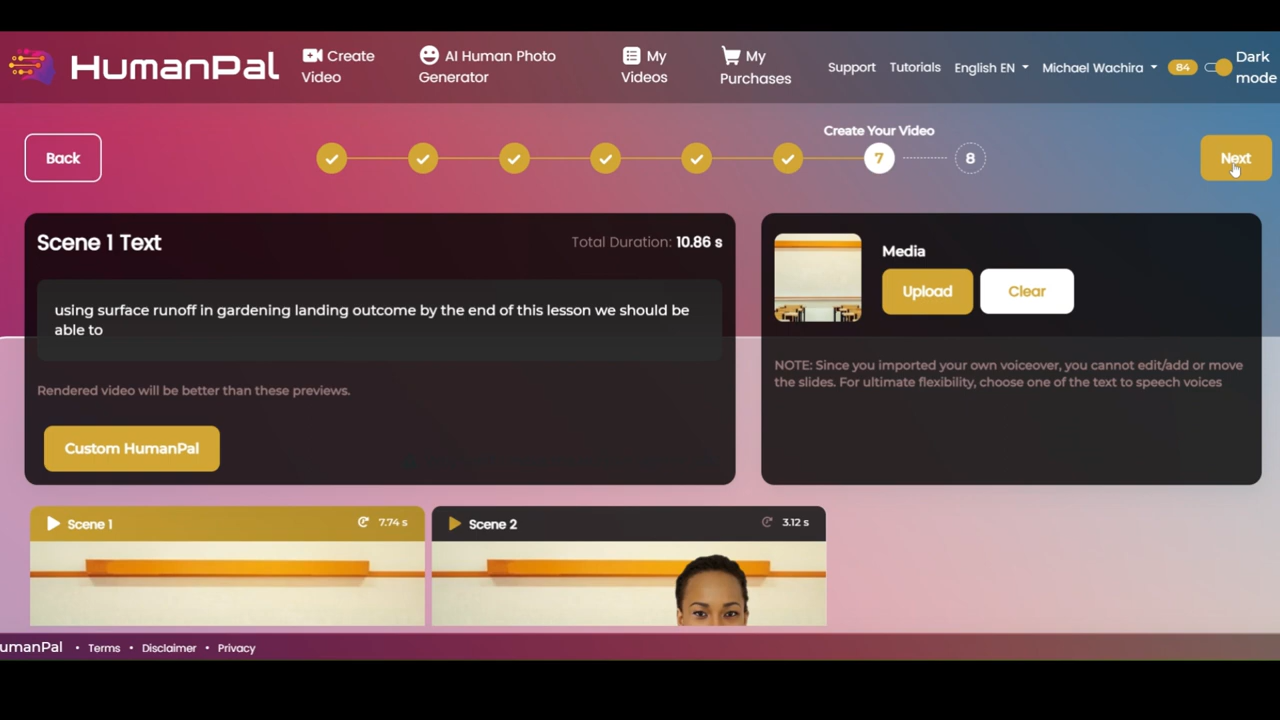 HumanPal
Create
Video
AI Human Photo
Generator
My
Videos
My
Purchases
Support
Tutorials
English EN
Michael Wachira
84
Dark
mode
Back
Create Your Video
7
8
Next
Scene 1 Text
Total Duration: 10.86 s
using surface runoff in gardening landing outcome by the end of this lesson we should be
able to
Rendered video will be better than these previews.
Custom HumanPal
Media
Upload
Clear
NOTE: Since you imported your own voiceover, you cannot edit/add or move
the slides. For ultimate flexibility, choose one of the text to speech voices
Scene 1
7.74 s
Scene 2
3.12 s
umanPal • Terms • Disclaimer • Privacy